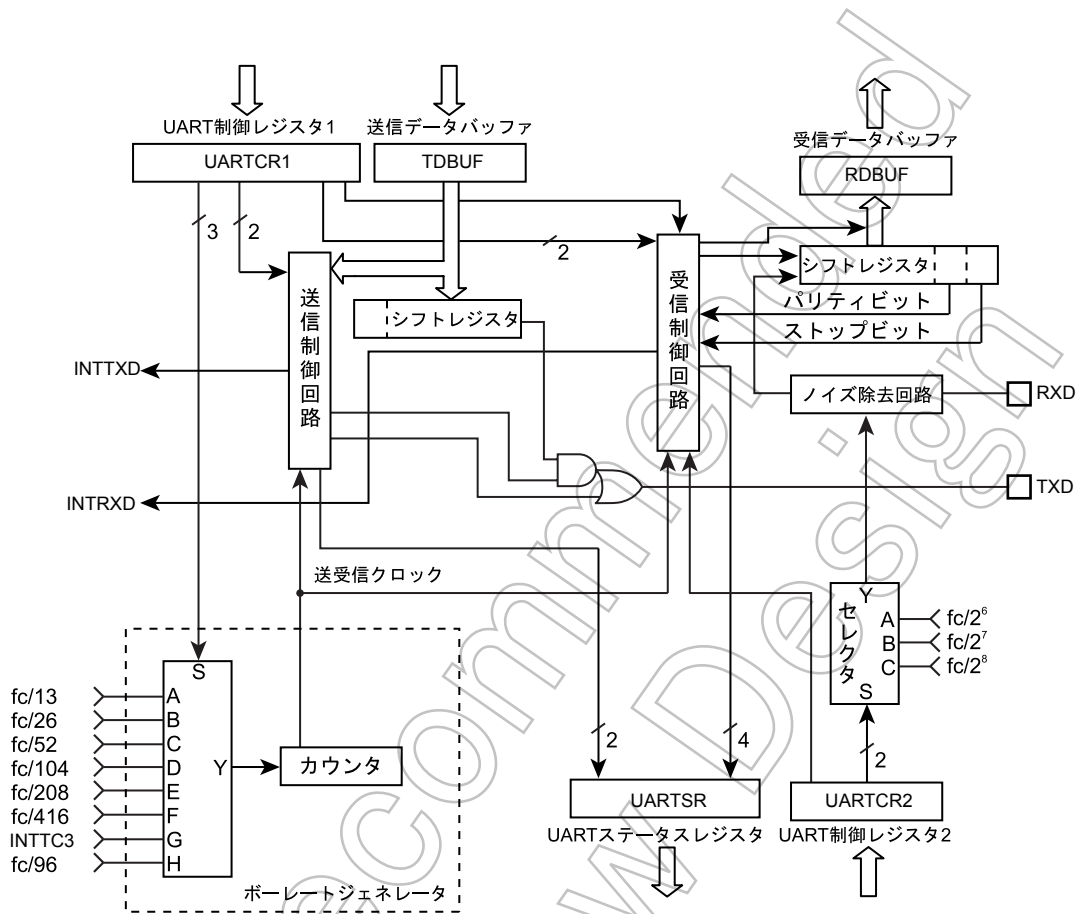 UART制御レジスタ1
送信データバッファ
受信データバッファ
UARTCR1
TDBUF
RDBUF
3
2
2
送信制御回路
受信制御回路
シフトレジスタ
シフトレジスタ
パリティビット
ストップビット
INTTXD
ノイズ除去回路
RXD
INTRXD
TXD
送受信クロック
セレクタ
Y
A
B
C
S
fc/2⁶
fc/2⁷
fc/2⁸
S
fc/13
A
fc/26
B
fc/52
C
fc/104
D
Y
カウンタ
fc/208
E
fc/416
F
INTTC3
G
fc/96
H
ボーレートジェネレータ
2
4
2
UARTSR
UARTCR2
UARTステータスレジスタ
UART制御レジスタ2
ecommended
w Design